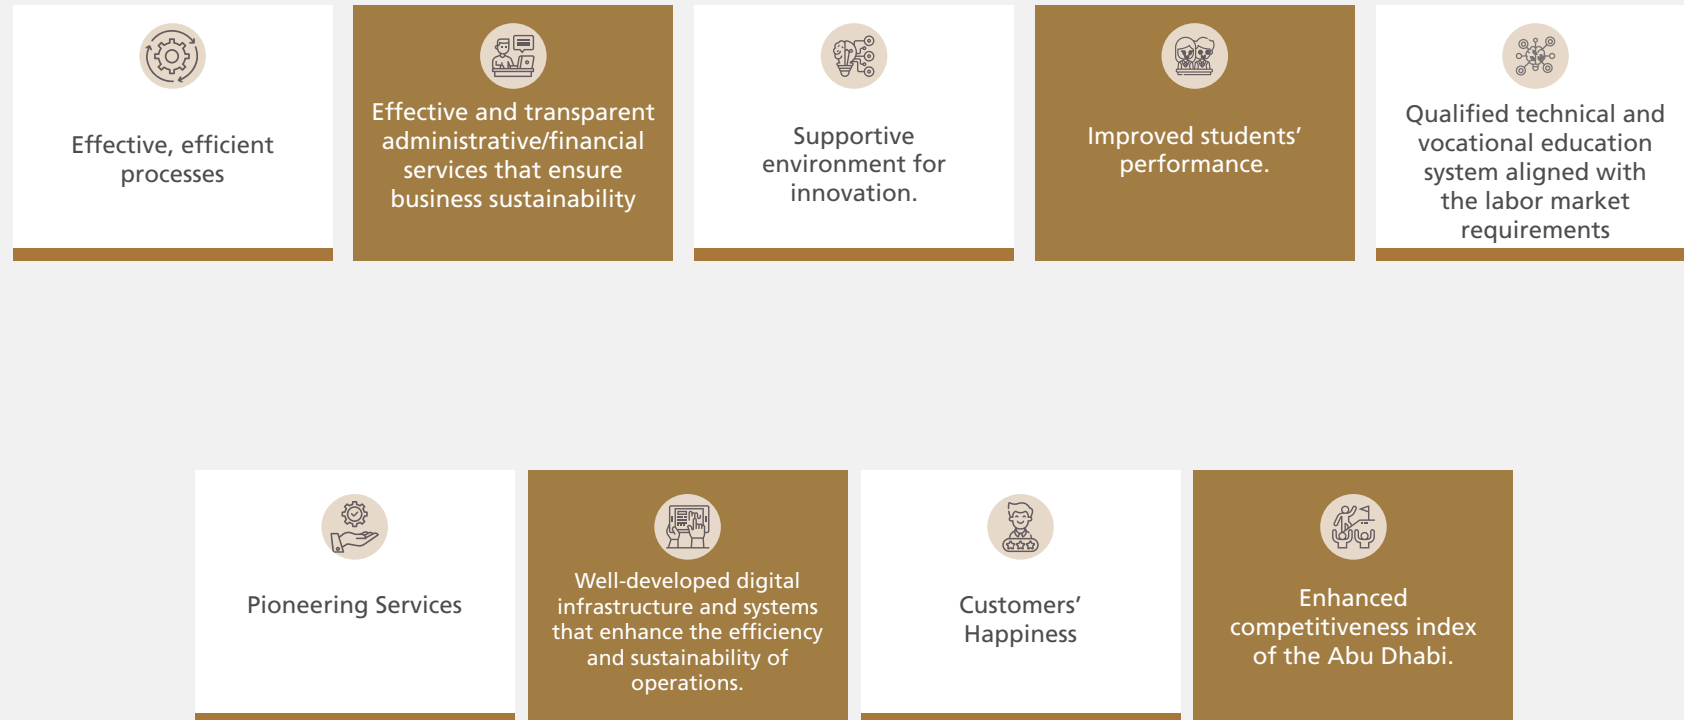 Effective, efficient
processes
Effective and transparent
administrative/financial
services that ensure
business sustainability
Supportive
environment for
innovation.
Improved students’
performance.
Qualified technical and
vocational education
system aligned with
the labor market
requirements
Pioneering Services
Well-developed digital
infrastructure and systems
that enhance the efficiency
and sustainability of
operations.
Customers’
Happiness
Enhanced
competitiveness index
of the Abu Dhabi.